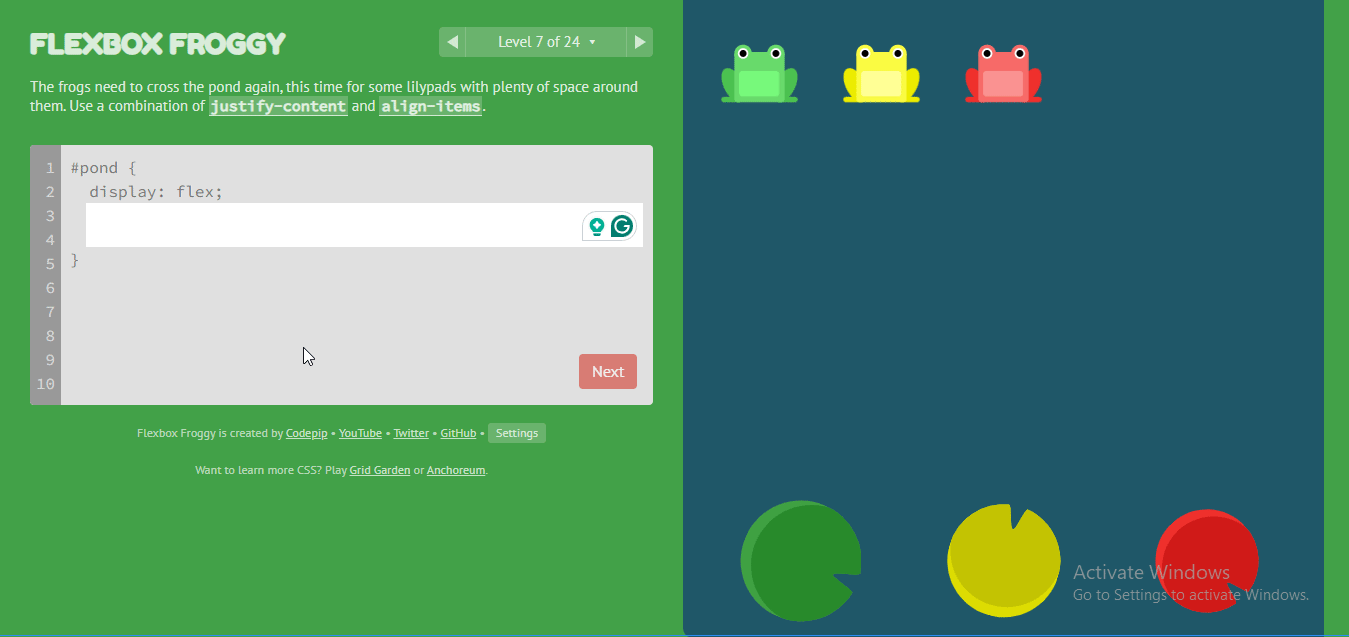 FLEXBOX FROGGY
Level 7 of 24
The frogs need to cross the pond again, this time for some lilypads with plenty of space around
them. Use a combination of justify-content and align-items.
1 #pond {
2 display: flex;
3
4
5 }
6
7
8
9
10
Next
Flexbox Froggy is created by Codepip • YouTube • Twitter • GitHub • Settings
Want to learn more CSS? Play Grid Garden or Anchoreum.
Activate Windows
Go to Settings to activate Windows.